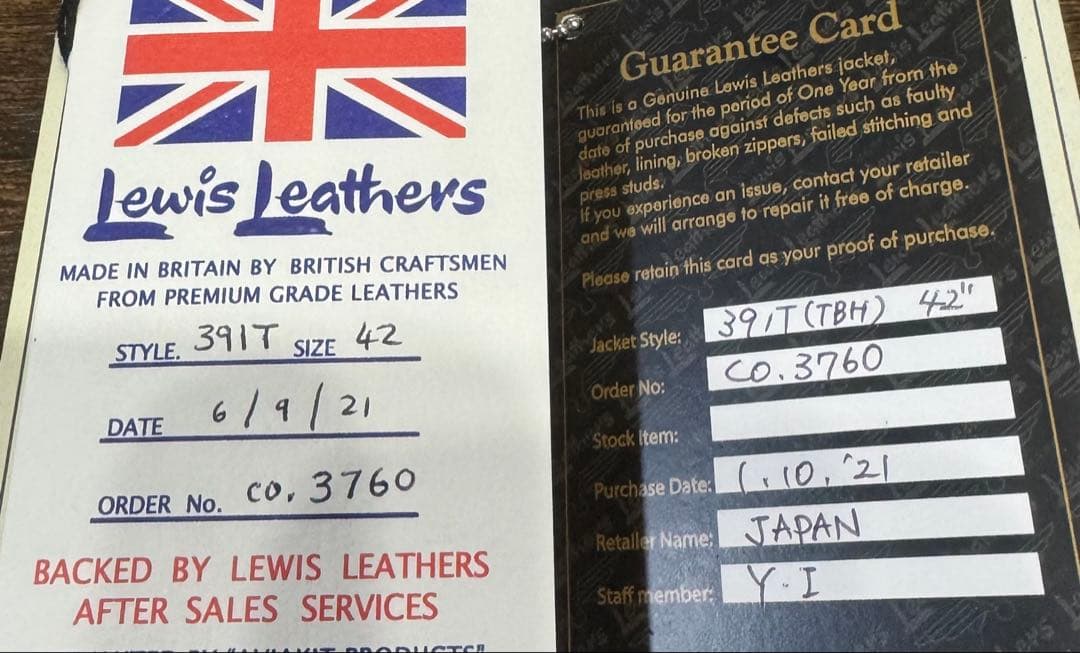 Lewis Leathers
MADE IN BRITAIN BY BRITISH CRAFTSMEN
FROM PREMIUM GRADE LEATHERS
STYLE. 391T SIZE 42
DATE 6/9/21
ORDER No. CO. 3760
BACKED BY LEWIS LEATHERS
AFTER SALES SERVICES
PRODUCTS"
Guarantee Card
This is a Genuine Lewis Leathers jacket,
guaranteed for the period of One Year from the
date of purchase against defects such as faulty
leather, lining, broken zippers, failed stitching and
press studs.
If you experience an issue, contact your retailer
and we will arrange to repair it free of charge.
Please retain this card as your proof of purchase.
Jacket Style: 391T (TBH) 42"
Order No: CO. 3760
Stock Item:
Purchase Date: 1. 10. '21
Retailer Name: JAPAN
Staff member: Y. I